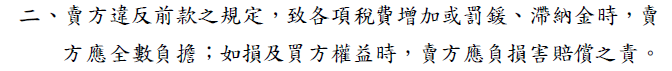 二、賣方違反前款之規定，致各項稅費增加或罰鍰、滯納金時，賣
方應全數負擔；如損及買方權益時，賣方應負損害賠償之責。